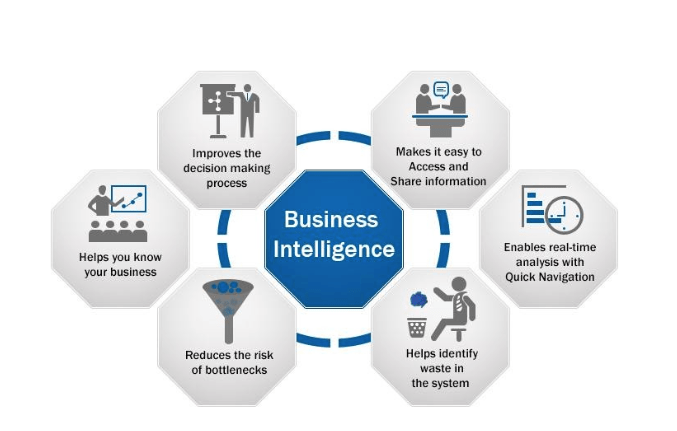 Improves the
decision making
process
Makes it easy to
Access and
Share information
Helps you know
your business
Business
Intelligence
Enables real-time
analysis with
Quick Navigation
Reduces the risk
of bottlenecks
Helps identify
waste in
the system